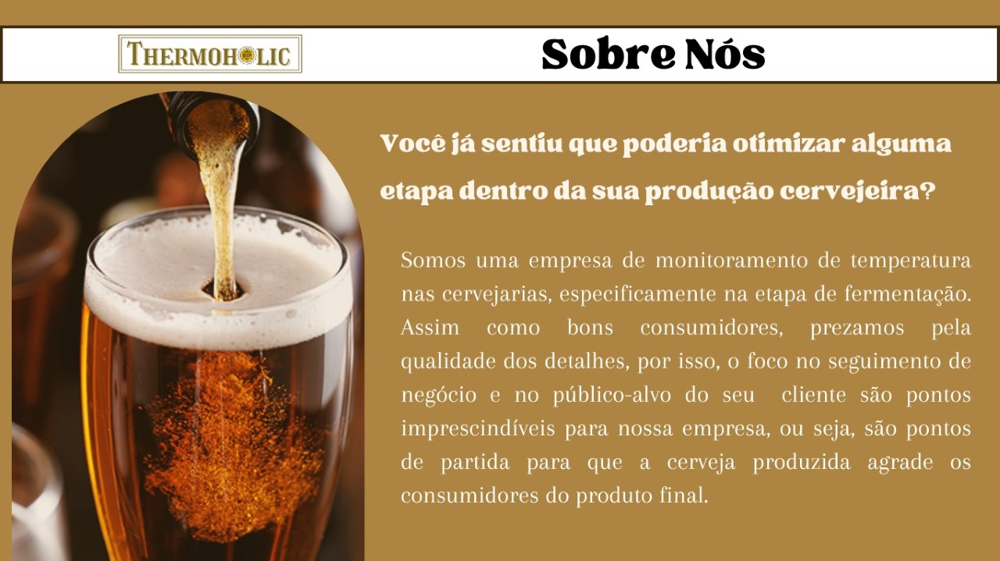 THERMOHOLIC
Sobre Nós
Você já sentiu que poderia otimizar alguma
etapa dentro da sua produção cervejeira?
Somos uma empresa de monitoramento de temperatura
nas cervejarias, especificamente na etapa de fermentação.
Assim como bons consumidores, prezamos pela
qualidade dos detalhes, por isso, o foco no seguimento de
negócio e no público-alvo do seu cliente são pontos
imprescindíveis para nossa empresa, ou seja, são pontos
de partida para que a cerveja produzida agrade os
consumidores do produto final.